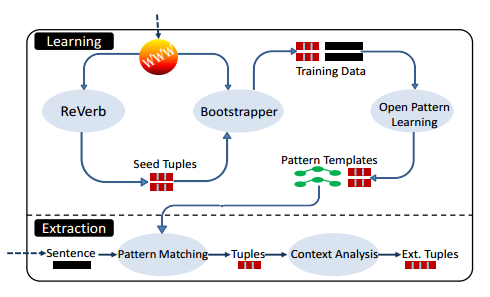 Learning
WWW
Training Data
ReVerb
Bootstrapper
Open Pattern
Learning
Seed Tuples
Pattern Templates
Extraction
Sentence
Pattern Matching
Tuples
Context Analysis
Ext. Tuples